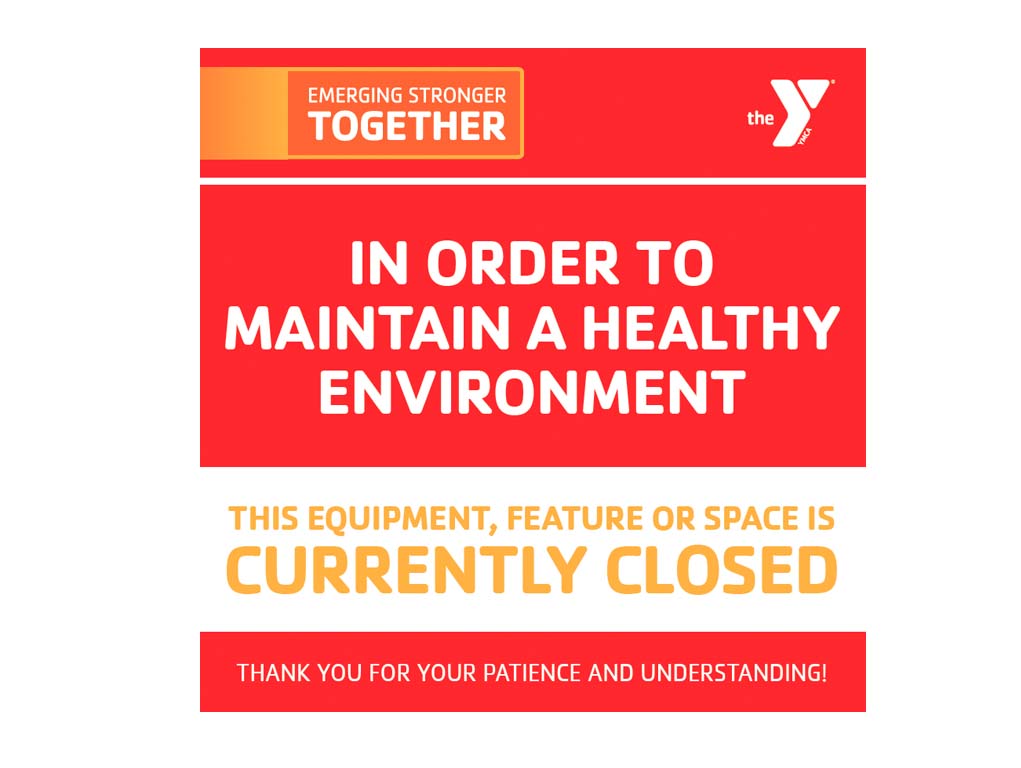 EMERGING STRONGER
TOGETHER
the Y®
YMCA
IN ORDER TO
MAINTAIN A HEALTHY
ENVIRONMENT
THIS EQUIPMENT, FEATURE OR SPACE IS
CURRENTLY CLOSED
THANK YOU FOR YOUR PATIENCE AND UNDERSTANDING!